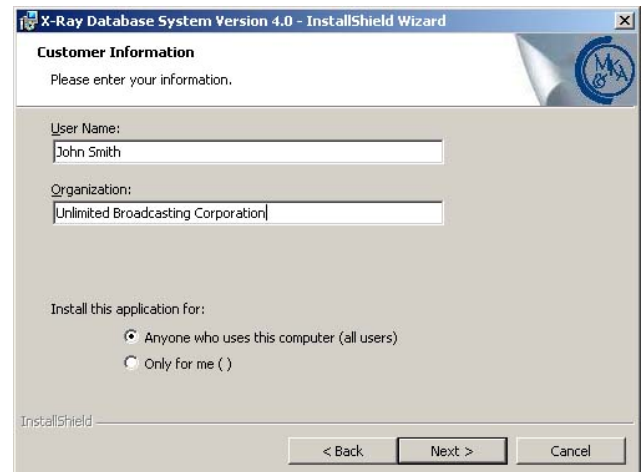 X-Ray Database System Version 4.0 - InstallShield Wizard
Customer Information
Please enter your information.
MKA
&
User Name:
John Smith
Organization:
Unlimited Broadcasting Corporation
Install this application for:
Anyone who uses this computer (all users)
Only for me ( )
InstallShield
< Back
Next >
Cancel